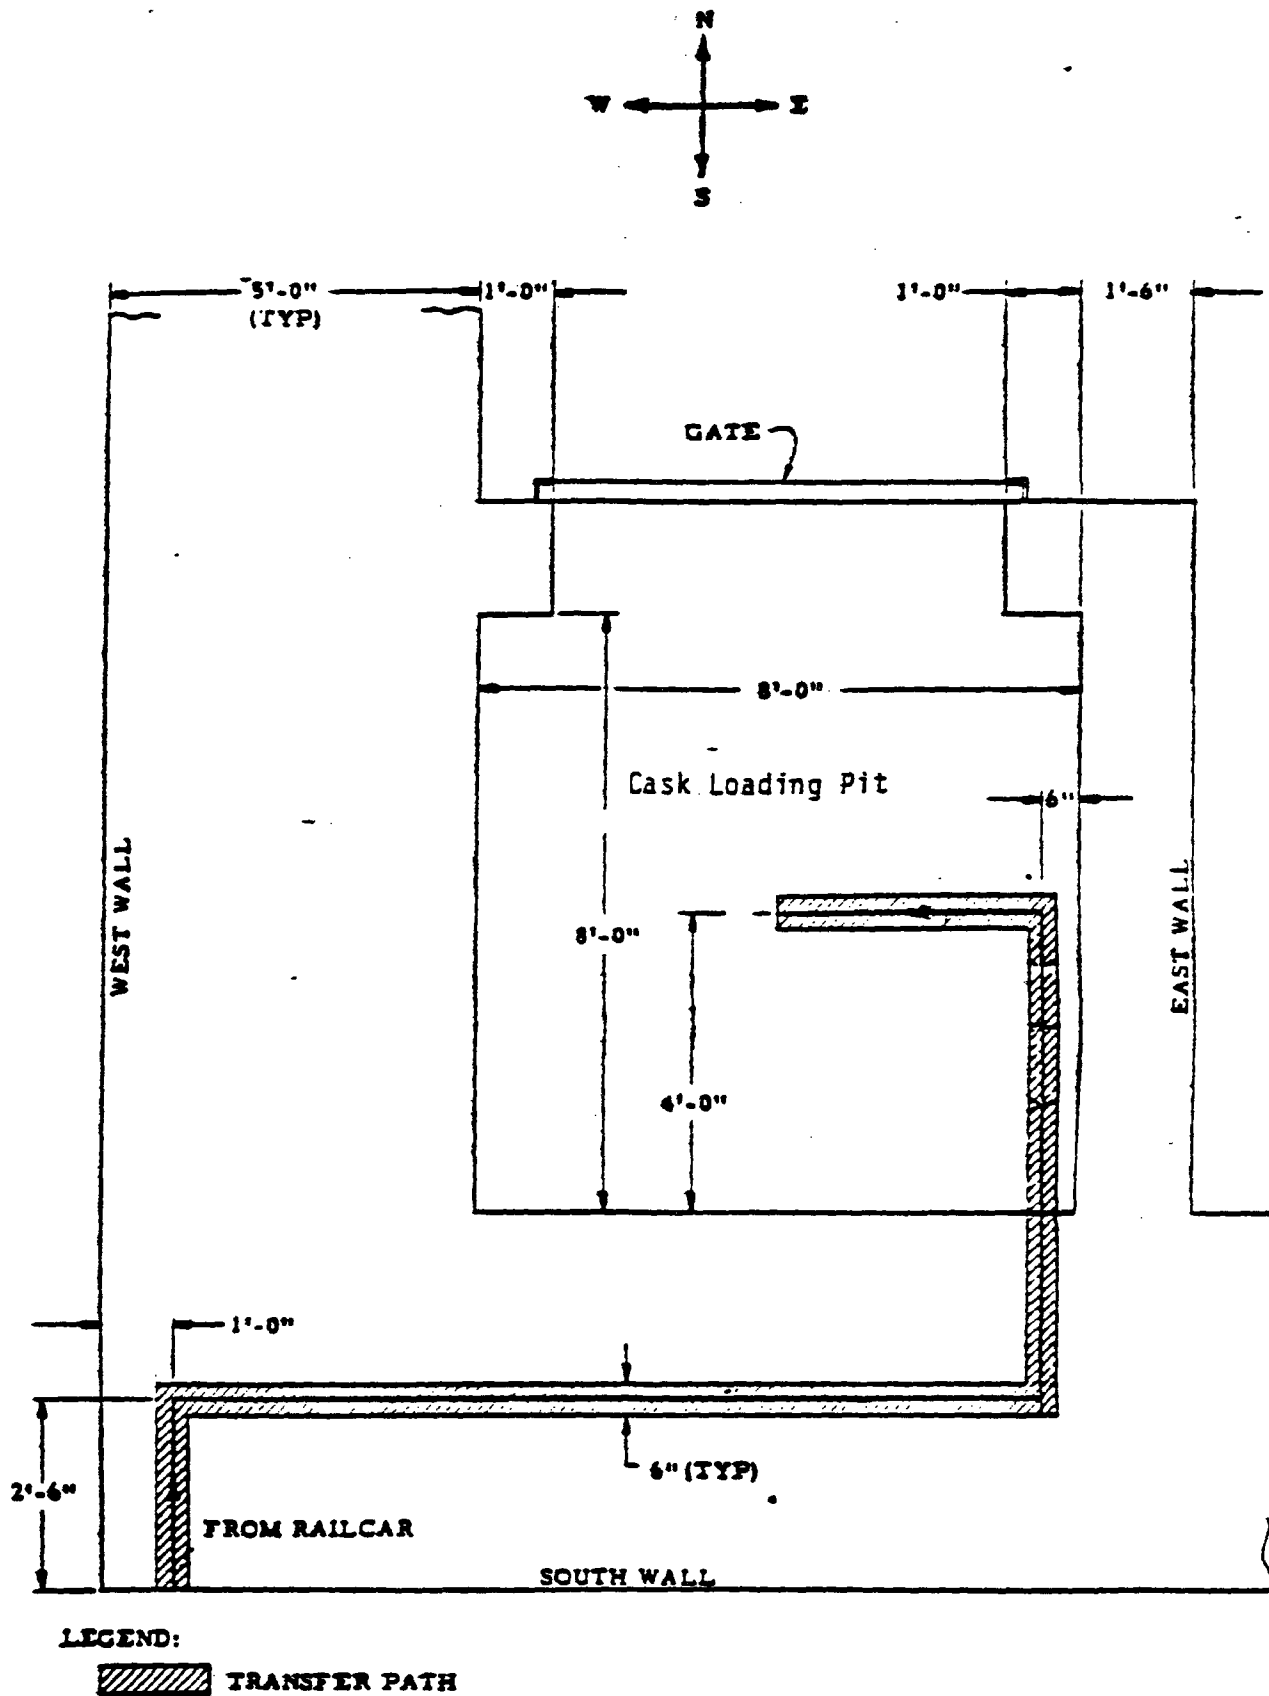 N
W E
S
5'-0" 1'-0" 1'-0" 1'-6"
(TYP)
GATE
8'-0"
Cask Loading Pit
6"
WEST WALL
EAST WALL
8'-0"
4'-0"
1'-0"
6" (TYP)
2'-6"
FROM RAILCAR
SOUTH WALL
LEGEND:
TRANSFER PATH